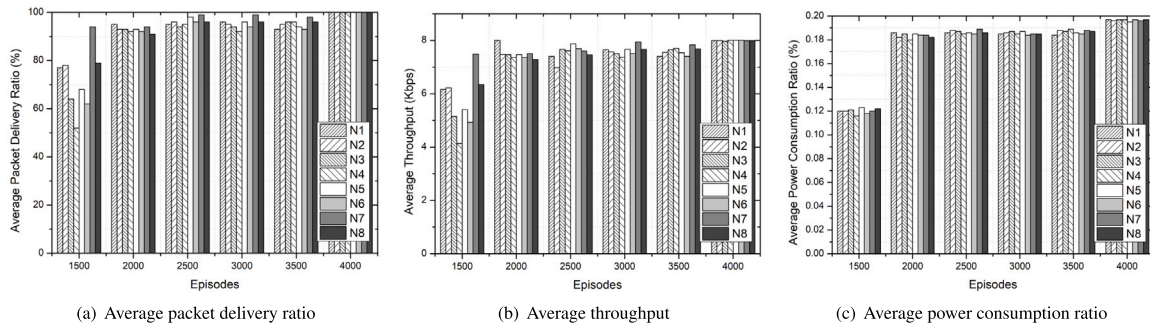 100
80
60
40
20
0
Average Packet Delivery Ratio (%)
1500 2000 2500 3000 3500 4000
Episodes
N1
N2
N3
N4
N5
N6
N7
N8
(a) Average packet delivery ratio
10
8
6
4
2
0
Average Throughput (Kbps)
1500 2000 2500 3000 3500 4000
Episodes
N1
N2
N3
N4
N5
N6
N7
N8
(b) Average throughput
0.20
0.18
0.16
0.14
0.12
0.10
0.08
0.06
0.04
0.02
0.00
Average Power Consumption Ratio (%)
1500 2000 2500 3000 3500 4000
Episodes
N1
N2
N3
N4
N5
N6
N7
N8
(c) Average power consumption ratio